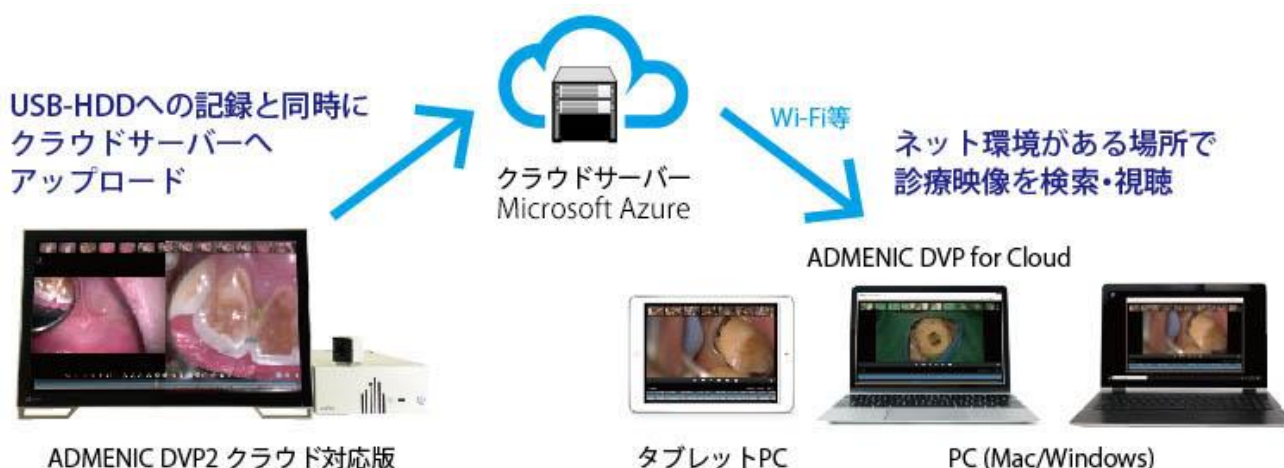 USB-HDDへの記録と同時に
クラウドサーバーへ
アップロード
クラウドサーバー
Microsoft Azure
Wi-Fi等
ネット環境がある場所で
診療映像を検索・視聴
ADMENIC DVP for Cloud
ADMENIC DVP2 クラウド対応版
タブレットPC
PC (Mac/Windows)